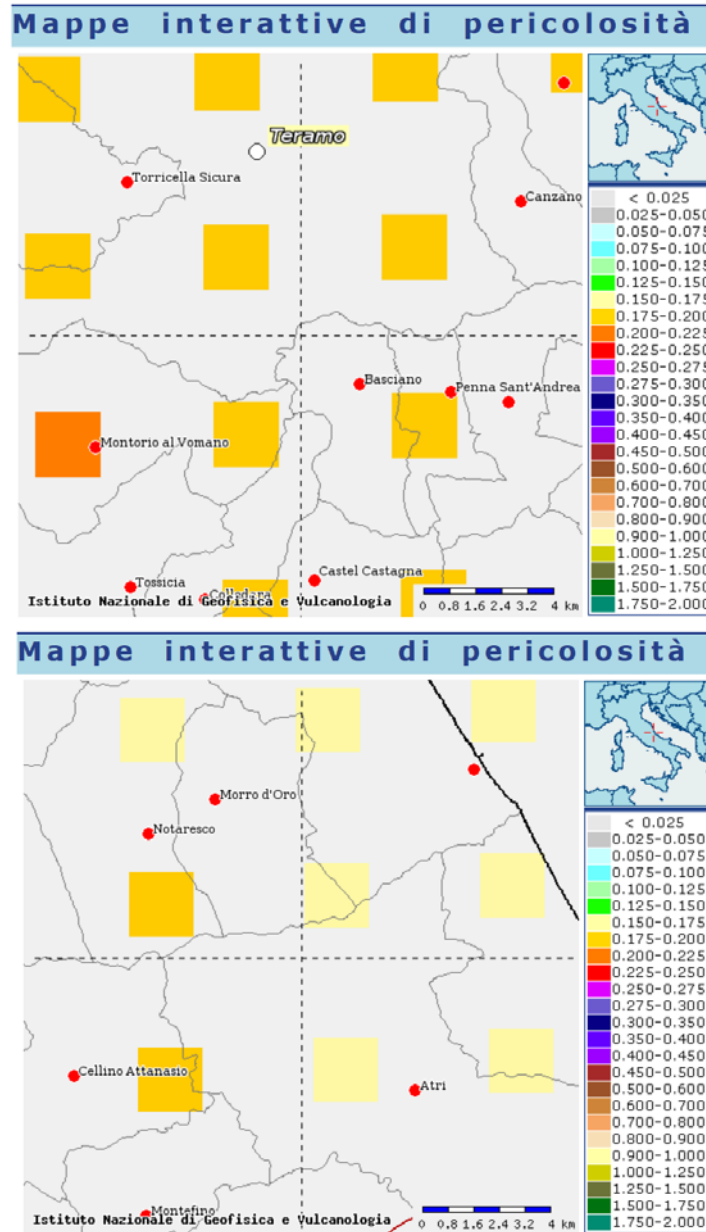 Mappe interattive di pericolosità
Teramo
Torricella Sicura
Canzano
Basciano
Penna Sant'Andrea
Montorio al Vomano
Castel Castagna
Tossicia
Colledara
Istituto Nazionale di Geofisica e Vulcanologia
0 0.8 1.6 2.4 3.2 4 km
< 0.025
0.025-0.050
0.050-0.075
0.075-0.100
0.100-0.125
0.125-0.150
0.150-0.175
0.175-0.200
0.200-0.225
0.225-0.250
0.250-0.275
0.275-0.300
0.300-0.350
0.350-0.400
0.400-0.450
0.450-0.500
0.500-0.600
0.600-0.700
0.700-0.800
0.800-0.900
0.900-1.000
1.000-1.250
1.250-1.500
1.500-1.750
1.750-2.000
Mappe interattive di pericolosità
Morro d'Oro
Notaresco
Cellino Attanasio
Atri
Montefino
Istituto Nazionale di Geofisica e Vulcanologia
0 0.8 1.6 2.4 3.2 4 km
< 0.025
0.025-0.050
0.050-0.075
0.075-0.100
0.100-0.125
0.125-0.150
0.150-0.175
0.175-0.200
0.200-0.225
0.225-0.250
0.250-0.275
0.275-0.300
0.300-0.350
0.350-0.400
0.400-0.450
0.450-0.500
0.500-0.600
0.600-0.700
0.700-0.800
0.800-0.900
0.900-1.000
1.000-1.250
1.250-1.500
1.500-1.750
1.750-2.000